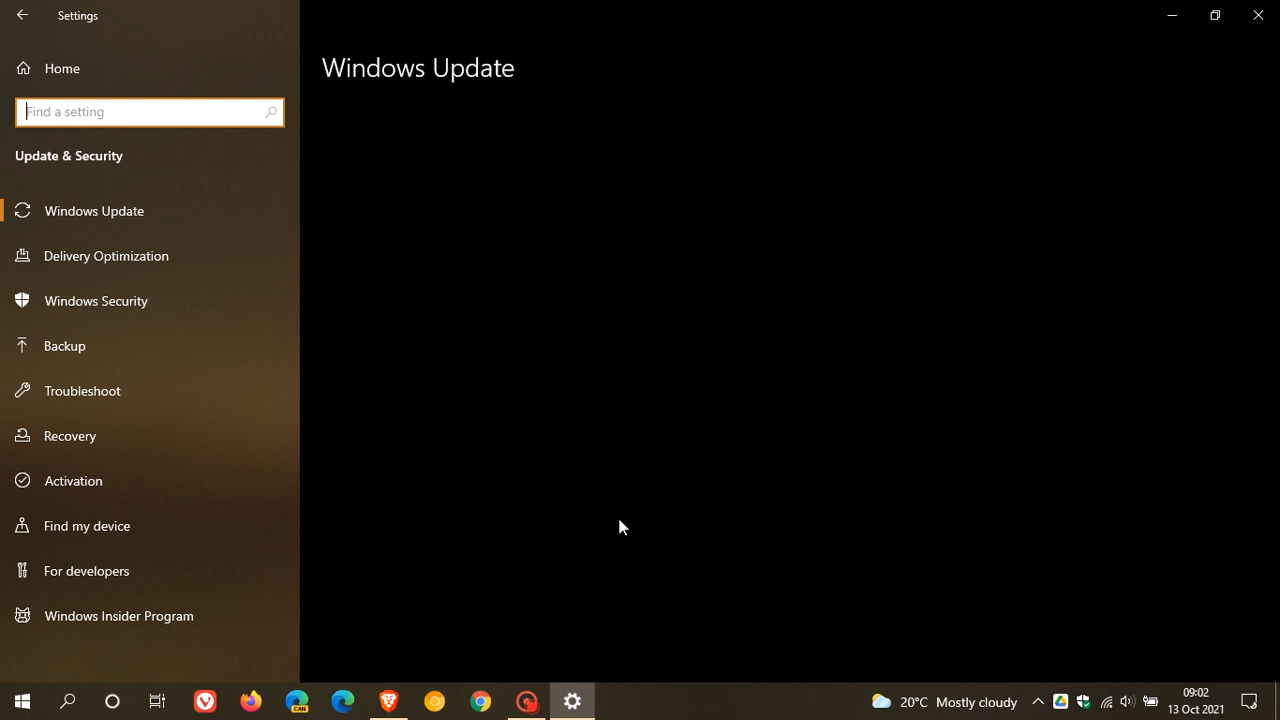 Settings
Home
Find a setting
Update & Security
Windows Update
Delivery Optimization
Windows Security
Backup
Troubleshoot
Recovery
Activation
Find my device
For developers
Windows Insider Program
Windows Update
CAN
20°C Mostly cloudy
09:02
13 Oct 2021